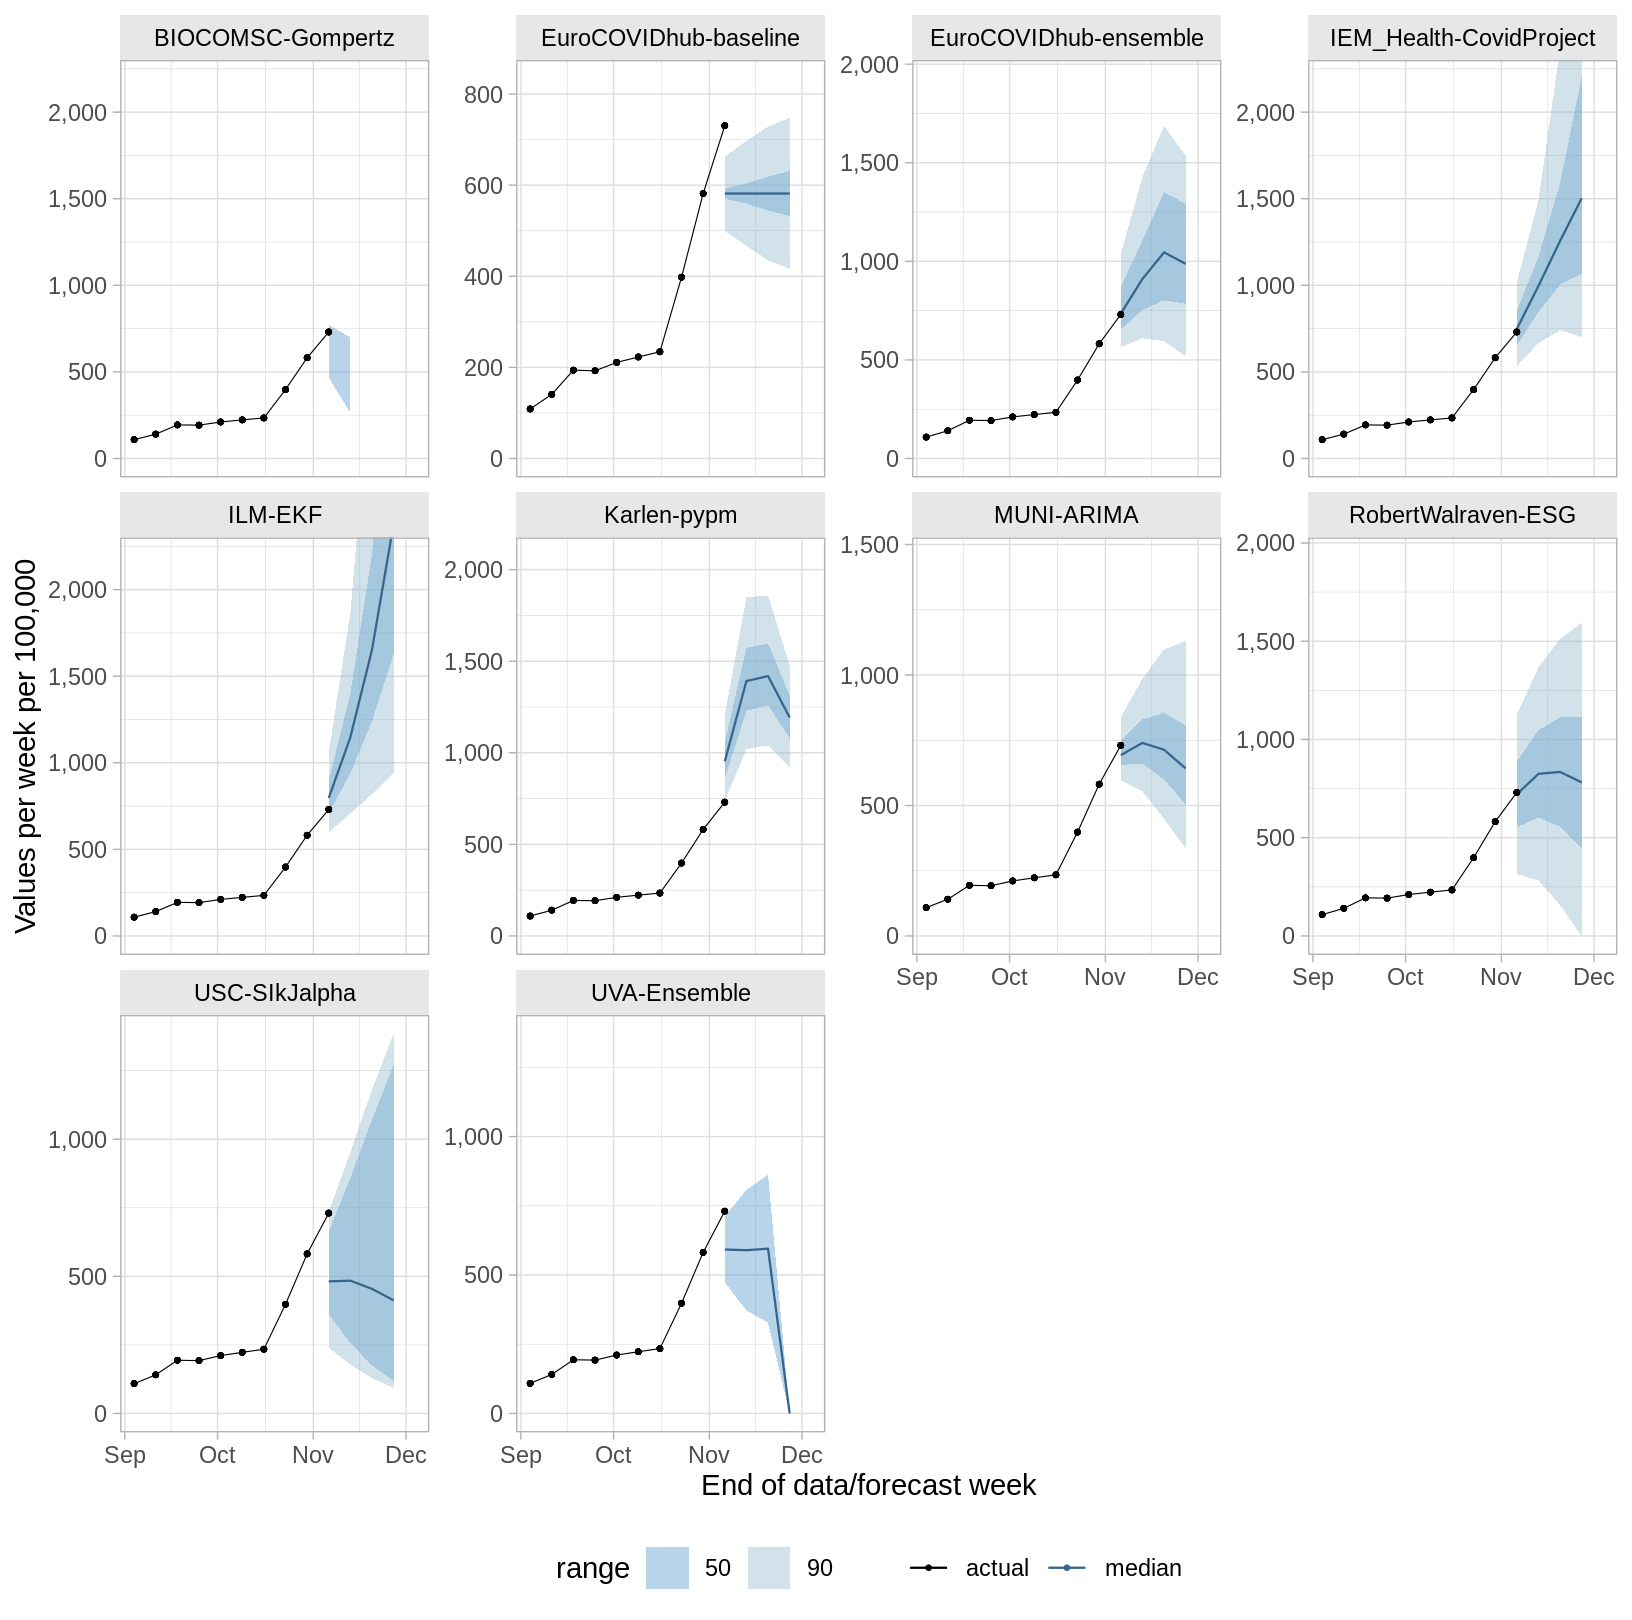 BIOCOMSC-Gompertz
EuroCOVIDhub-baseline
EuroCOVIDhub-ensemble
IEM_Health-CovidProject
2,000
1,500
1,000
500
0
800
600
400
200
0
2,000
1,500
1,000
500
0
2,000
1,500
1,000
500
0
ILM-EKF
Karlen-pypm
MUNI-ARIMA
RobertWalraven-ESG
Values per week per 100,000
2,000
1,500
1,000
500
0
2,000
1,500
1,000
500
0
1,500
1,000
500
0
Sep Oct Nov Dec
2,000
1,500
1,000
500
0
Sep Oct Nov Dec
USC-SIkJalpha
UVA-Ensemble
1,000
500
0
Sep Oct Nov Dec
1,000
500
0
Sep Oct Nov Dec
End of data/forecast week
range 50 90 actual median